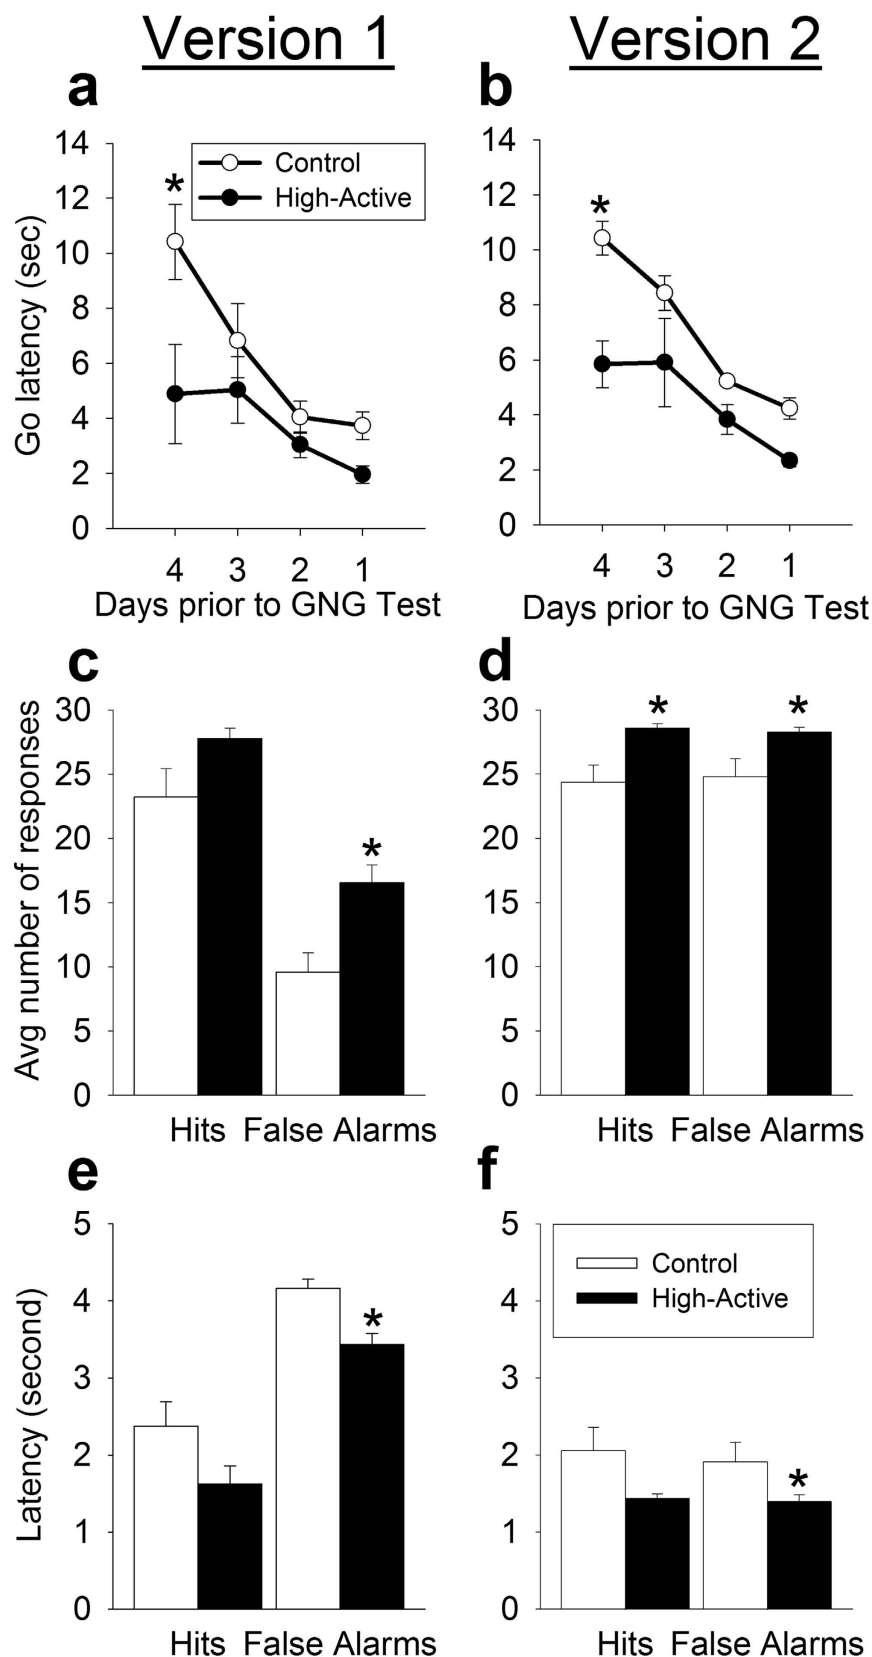 Version 1
Version 2
a
b
14
12
10
8
6
4
2
0
Go latency (sec)
*
Control
High-Active
4 3 2 1
Days prior to GNG Test
14
12
10
8
6
4
2
0
*
4 3 2 1
Days prior to GNG Test
c
d
30
25
20
15
10
5
0
Avg number of responses
*
Hits False Alarms
30
25
20
15
10
5
0
* *
Hits False Alarms
e
f
5
4
3
2
1
0
Latency (second)
*
Hits False Alarms
5
4
3
2
1
0
Control
High-Active
*
Hits False Alarms